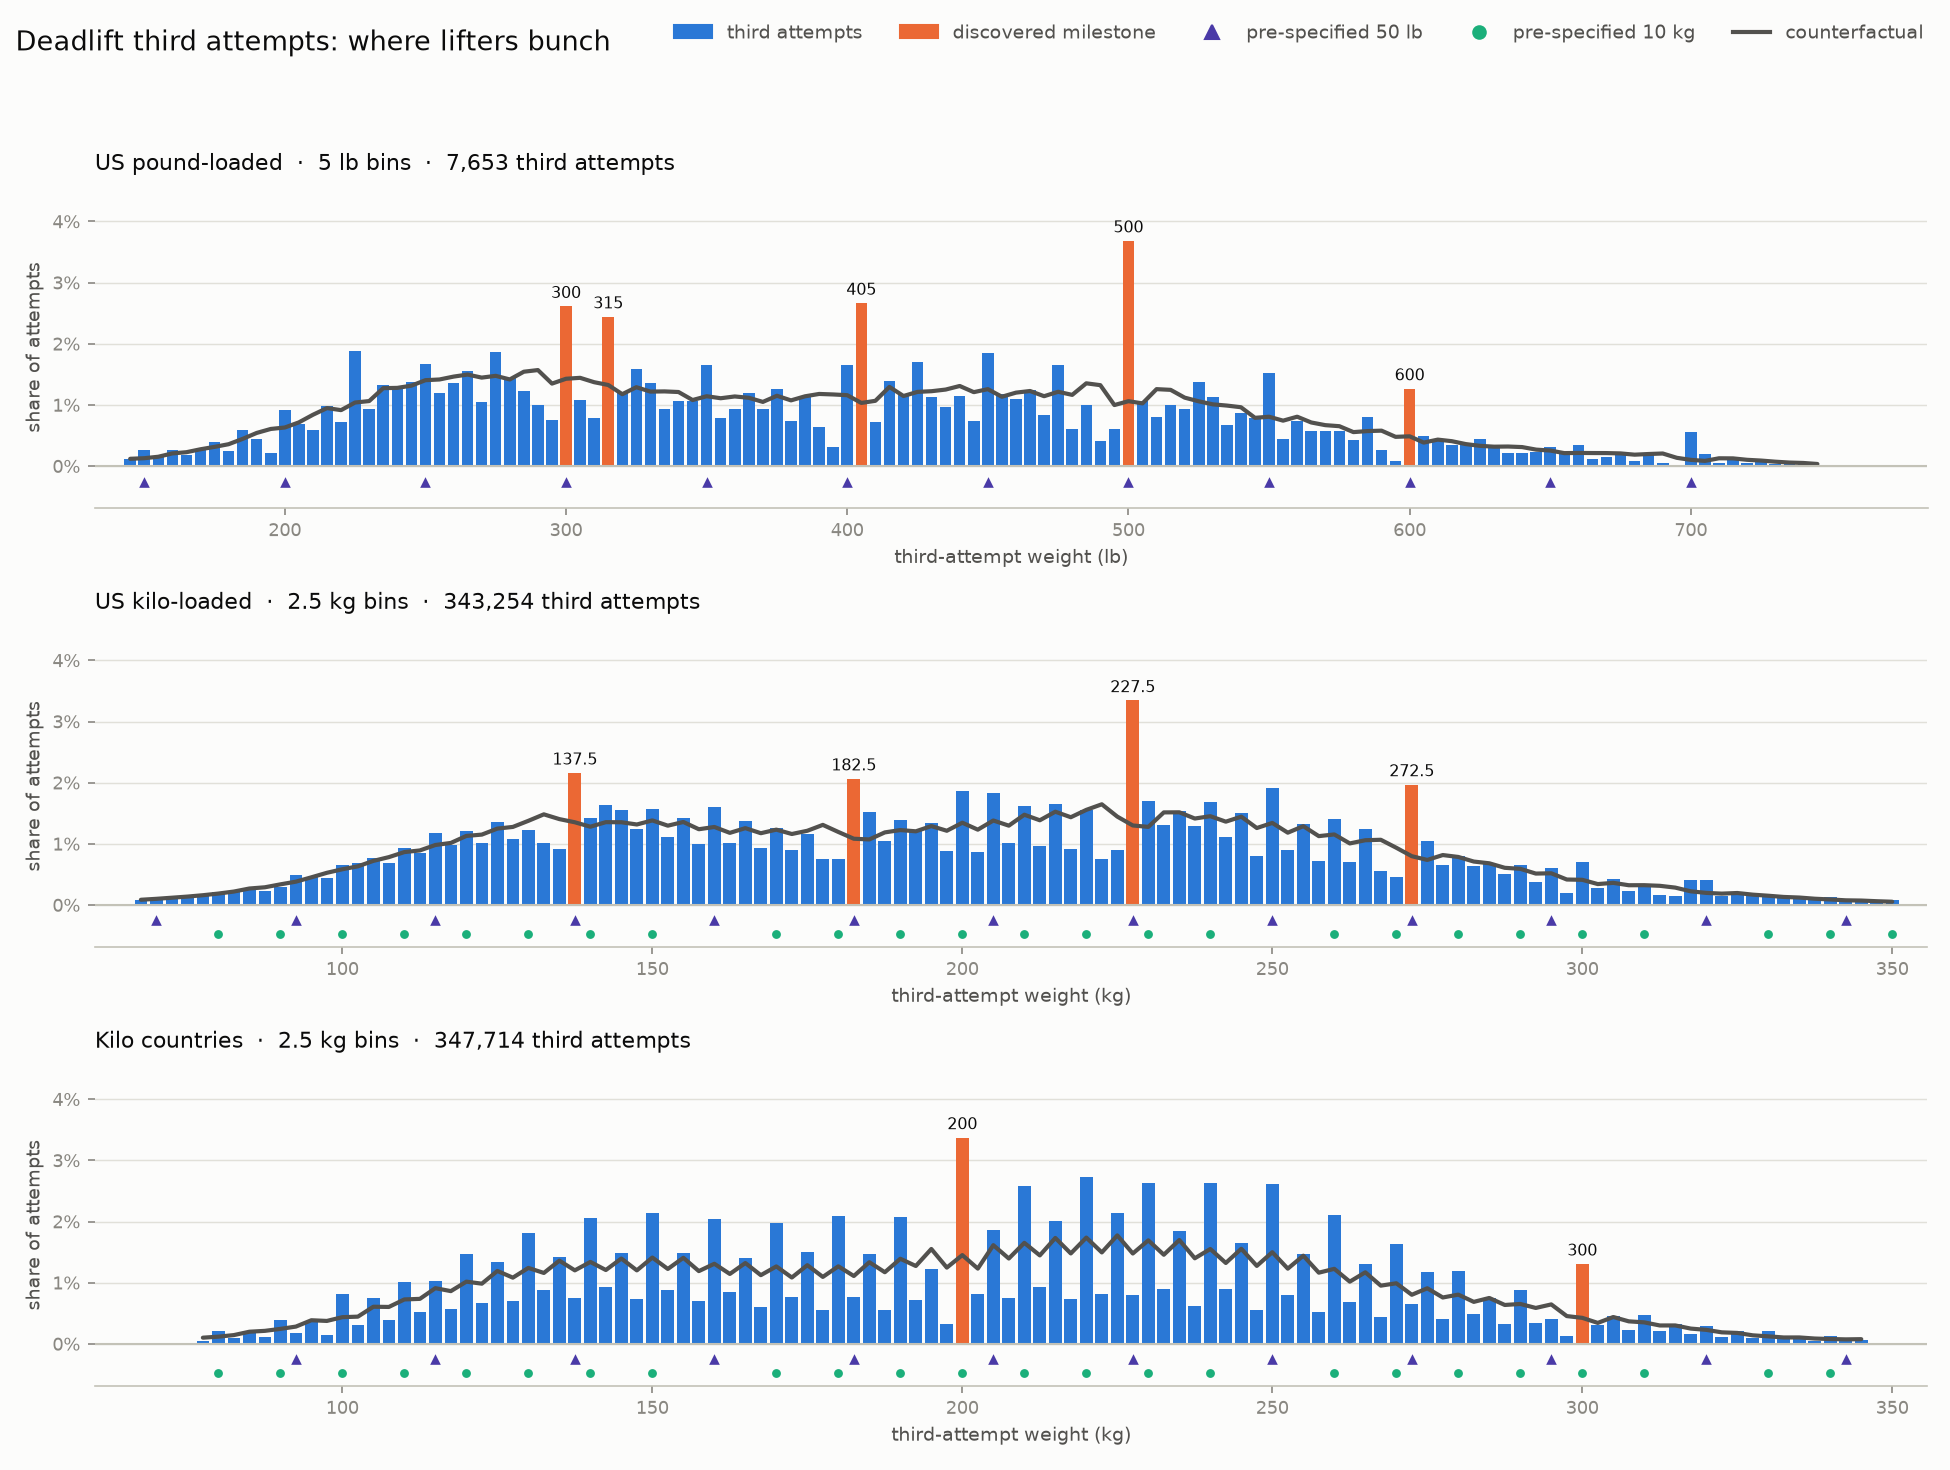 Deadlift third attempts: where lifters bunch
third attempts
discovered milestone
pre-specified 50 lb
pre-specified 10 kg
counterfactual
US pound-loaded · 5 lb bins · 7,653 third attempts
share of attempts
4%
3%
2%
1%
0%
300
315
405
500
600
200
300
400
500
600
700
third-attempt weight (lb)
US kilo-loaded · 2.5 kg bins · 343,254 third attempts
share of attempts
4%
3%
2%
1%
0%
137.5
182.5
227.5
272.5
100
150
200
250
300
350
third-attempt weight (kg)
Kilo countries · 2.5 kg bins · 347,714 third attempts
share of attempts
4%
3%
2%
1%
0%
200
300
100
150
200
250
300
350
third-attempt weight (kg)